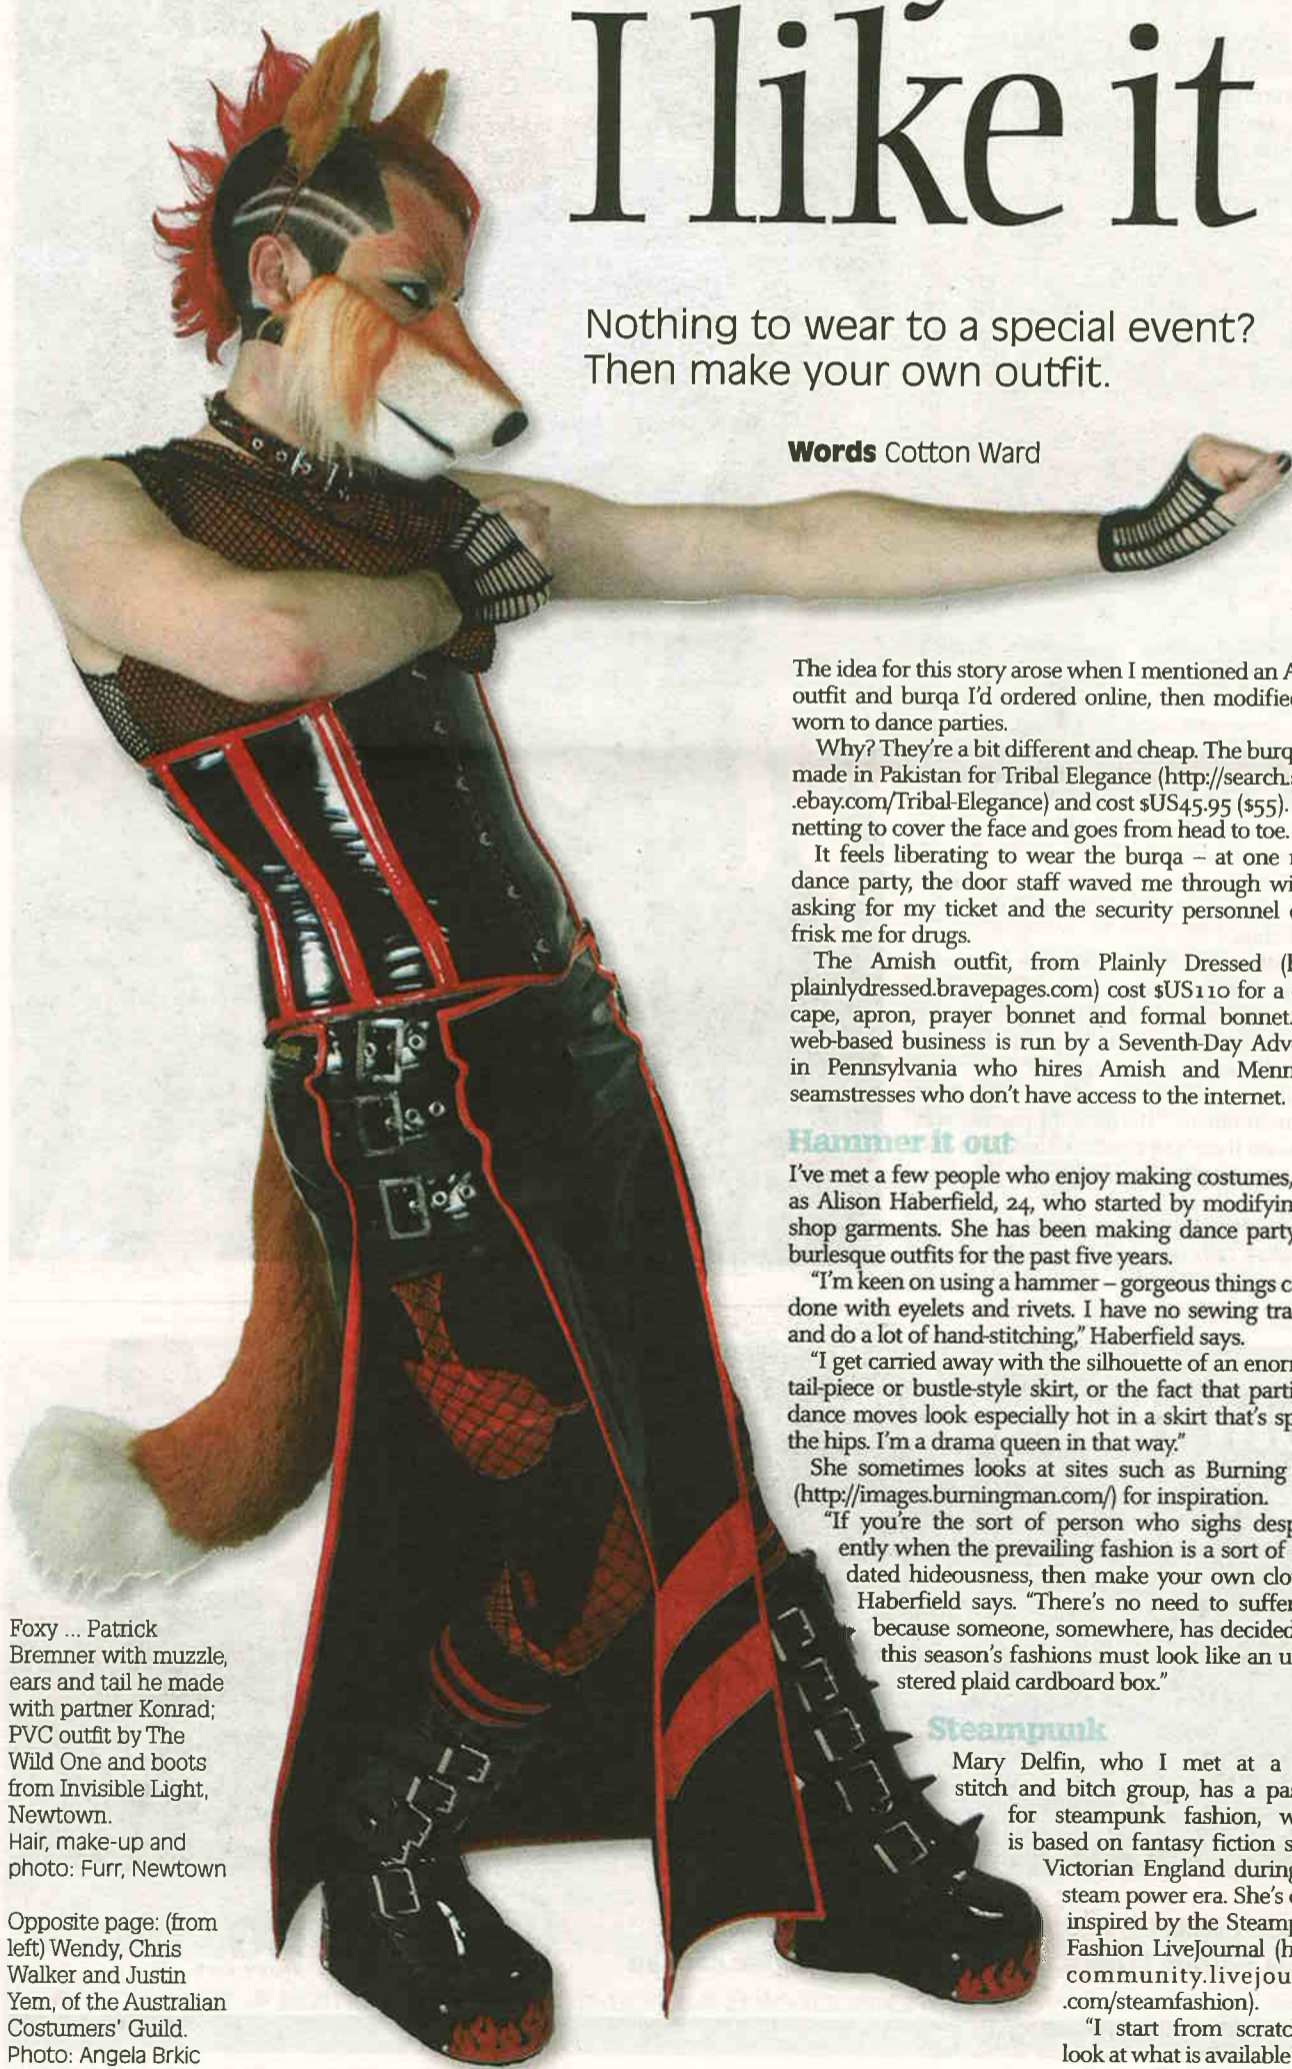 I like it
Nothing to wear to a special event?
Then make your own outfit.
Words Cotton Ward
The idea for this story arose when I mentioned an A
outfit and burqa I'd ordered online, then modifie
worn to dance parties.
Why? They're a bit different and cheap. The burq
made in Pakistan for Tribal Elegance (http://search.
.ebay.com/Tribal-Elegance) and cost $US45.95 ($55).
netting to cover the face and goes from head to toe.
It feels liberating to wear the burqa – at one
dance party, the door staff waved me through wi
asking for my ticket and the security personnel
frisk me for drugs.
The Amish outfit, from Plainly Dressed (
plainlydressed.bravepages.com) cost $US110 for a
cape, apron, prayer bonnet and formal bonnet.
web-based business is run by a Seventh-Day Adv
in Pennsylvania who hires Amish and Menn
seamstresses who don't have access to the internet.
Hammer it out
I've met a few people who enjoy making costumes,
as Alison Haberfield, 24, who started by modifyin
shop garments. She has been making dance party
burlesque outfits for the past five years.
"I'm keen on using a hammer – gorgeous things c
done with eyelets and rivets. I have no sewing tra
and do a lot of hand-stitching," Haberfield says.
"I get carried away with the silhouette of an enor
tail-piece or bustle-style skirt, or the fact that parti
dance moves look especially hot in a skirt that's sp
the hips. I'm a drama queen in that way."
She sometimes looks at sites such as Burning
(http://images.burningman.com/) for inspiration.
"If you're the sort of person who sighs desp
ently when the prevailing fashion is a sort of
dated hideousness, then make your own clo
Haberfield says. "There's no need to suffer
because someone, somewhere, has decided
this season's fashions must look like an u
stered plaid cardboard box."
Steampunk
Mary Delfin, who I met at a
stitch and bitch group, has a pa
for steampunk fashion, w
is based on fantasy fiction s
Victorian England during
steam power era. She's
inspired by the Steamp
Fashion LiveJournal (h
community.livejou
.com/steamfashion).
"I start from scratc
look at what is available
Foxy ... Patrick
Bremner with muzzle,
ears and tail he made
with partner Konrad;
PVC outfit by The
Wild One and boots
from Invisible Light,
Newtown.
Hair, make-up and
photo: Furr, Newtown
Opposite page: (from
left) Wendy, Chris
Walker and Justin
Yem, of the Australian
Costumers' Guild.
Photo: Angela Brkic